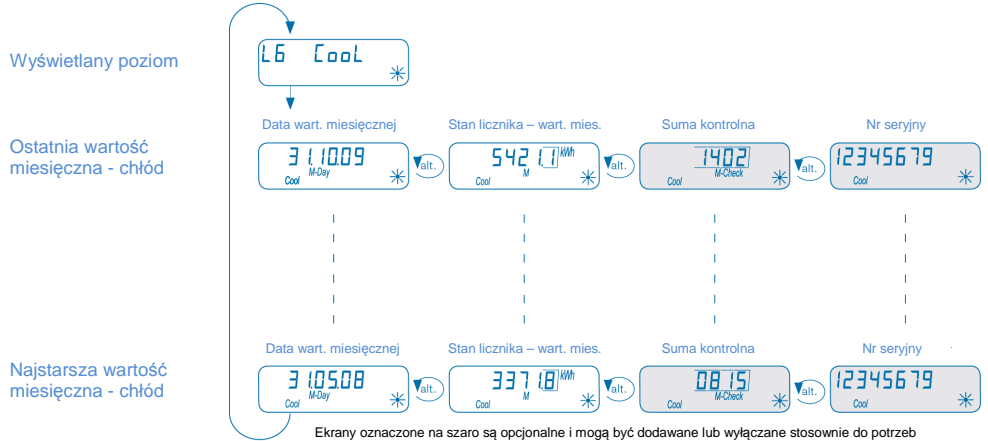 Wyświetlany poziom
L6 Cool
Data wart. miesięcznej Stan licznika – wart. mies. Suma kontrolna Nr seryjny
Ostatnia wartość
miesięczna - chłód
31.10.09 M-Day Cool
alt.
5421.1 kWh M Cool
alt.
1402 M-Check Cool
alt.
12345679 Cool
Data wart. miesięcznej Stan licznika – wart. mies. Suma kontrolna Nr seryjny
Najstarsza wartość
miesięczna - chłód
31.05.08 M-Day Cool
alt.
3371.8 kWh M Cool
alt.
0815 M-Check Cool
alt.
12345679 Cool
Ekrany oznaczone na szaro są opcjonalne i mogą być dodawane lub wyłączane stosownie do potrzeb